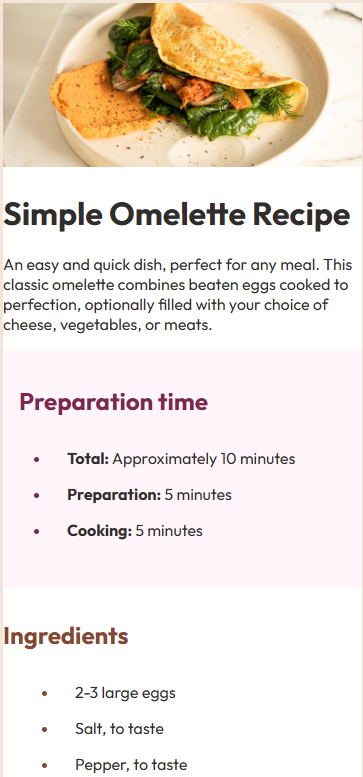 Simple Omelette Recipe
An easy and quick dish, perfect for any meal. This
classic omelette combines beaten eggs cooked to
perfection, optionally filled with your choice of
cheese, vegetables, or meats.
Preparation time
Total: Approximately 10 minutes
Preparation: 5 minutes
Cooking: 5 minutes
Ingredients
2-3 large eggs
Salt, to taste
Pepper, to taste